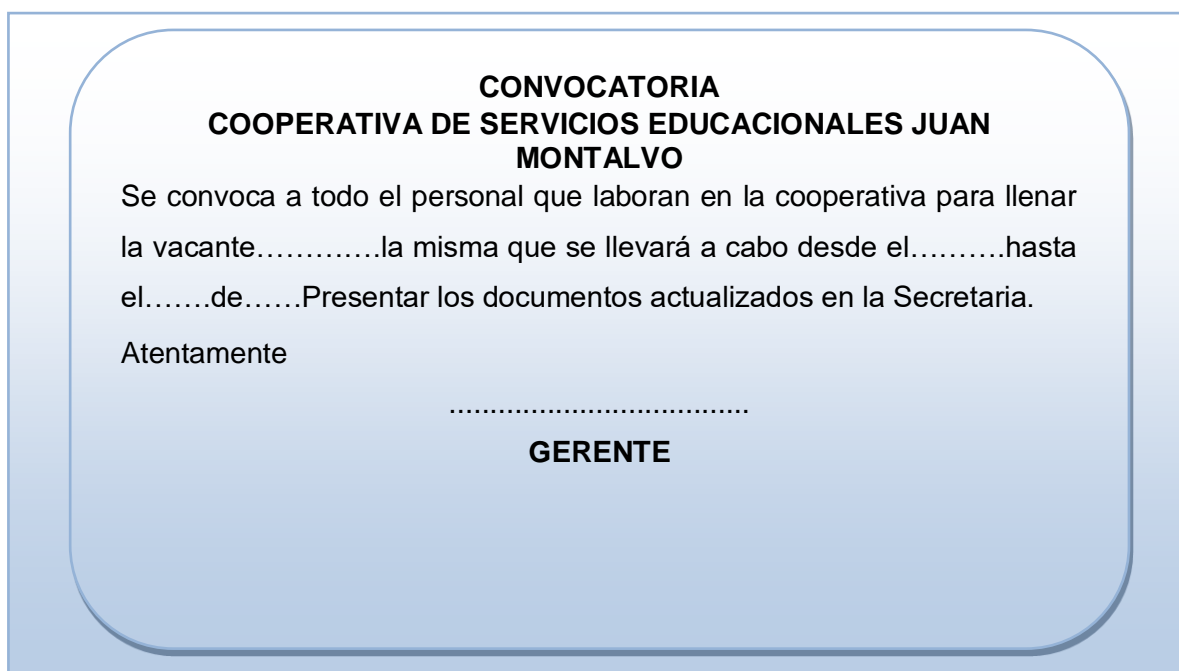 CONVOCATORIA
COOPERATIVA DE SERVICIOS EDUCACIONALES JUAN
MONTALVO
Se convoca a todo el personal que laboran en la cooperativa para llenar
la vacante………….la misma que se llevará a cabo desde el……….hasta
el…….de……Presentar los documentos actualizados en la Secretaria.
Atentamente
....................................
GERENTE